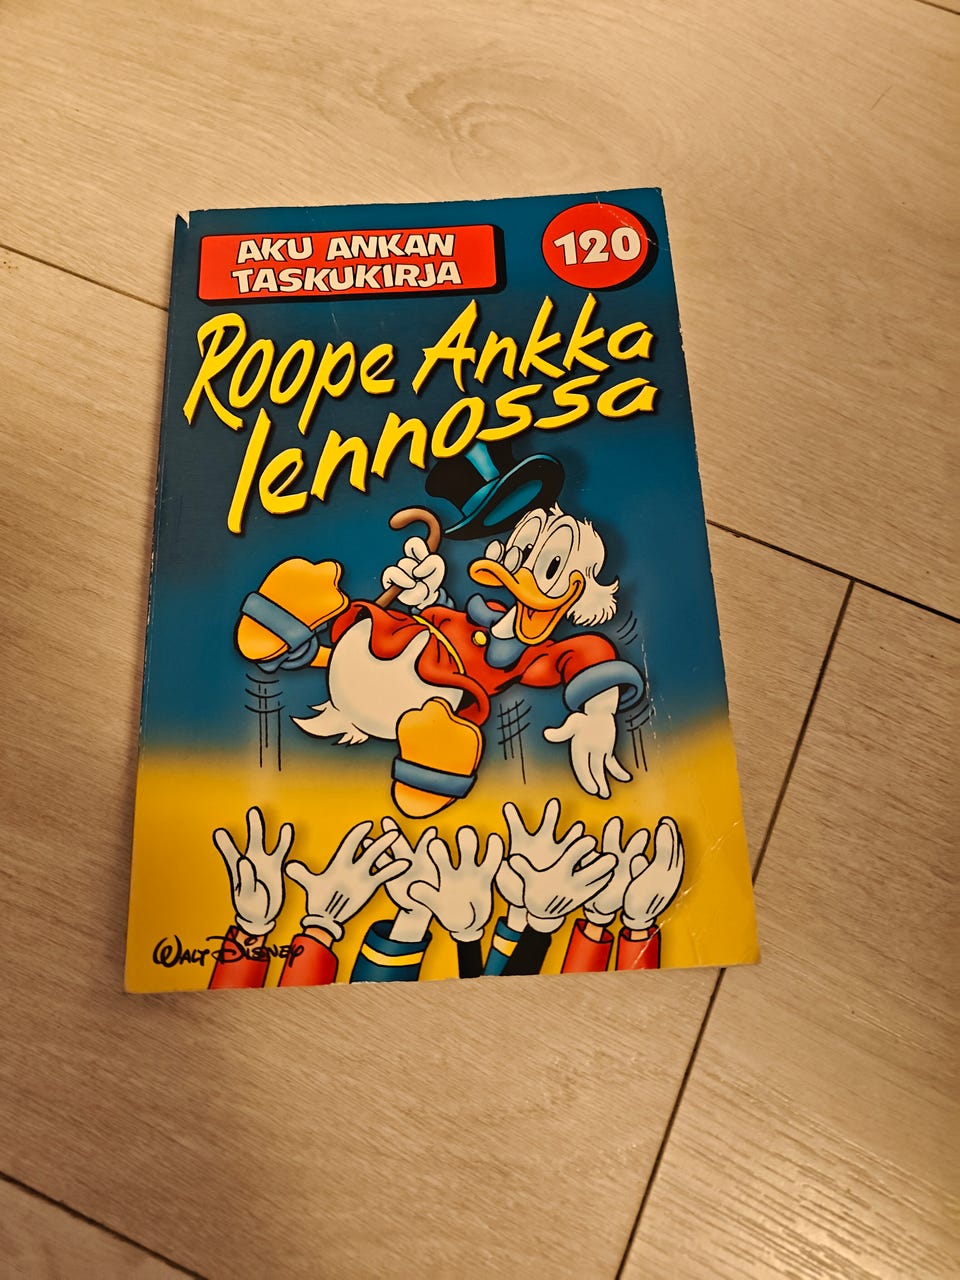 AKU ANKAN
TASKUKIRJA
120
Roope Ankka
lennossa
WALT DISNEY